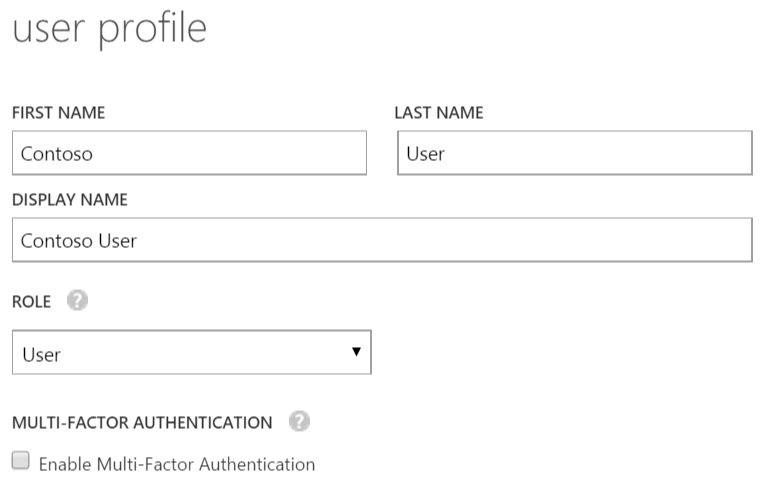 user profile
FIRST NAME LAST NAME
Contoso User
DISPLAY NAME
Contoso User
ROLE ?
User
MULTI-FACTOR AUTHENTICATION ?
Enable Multi-Factor Authentication